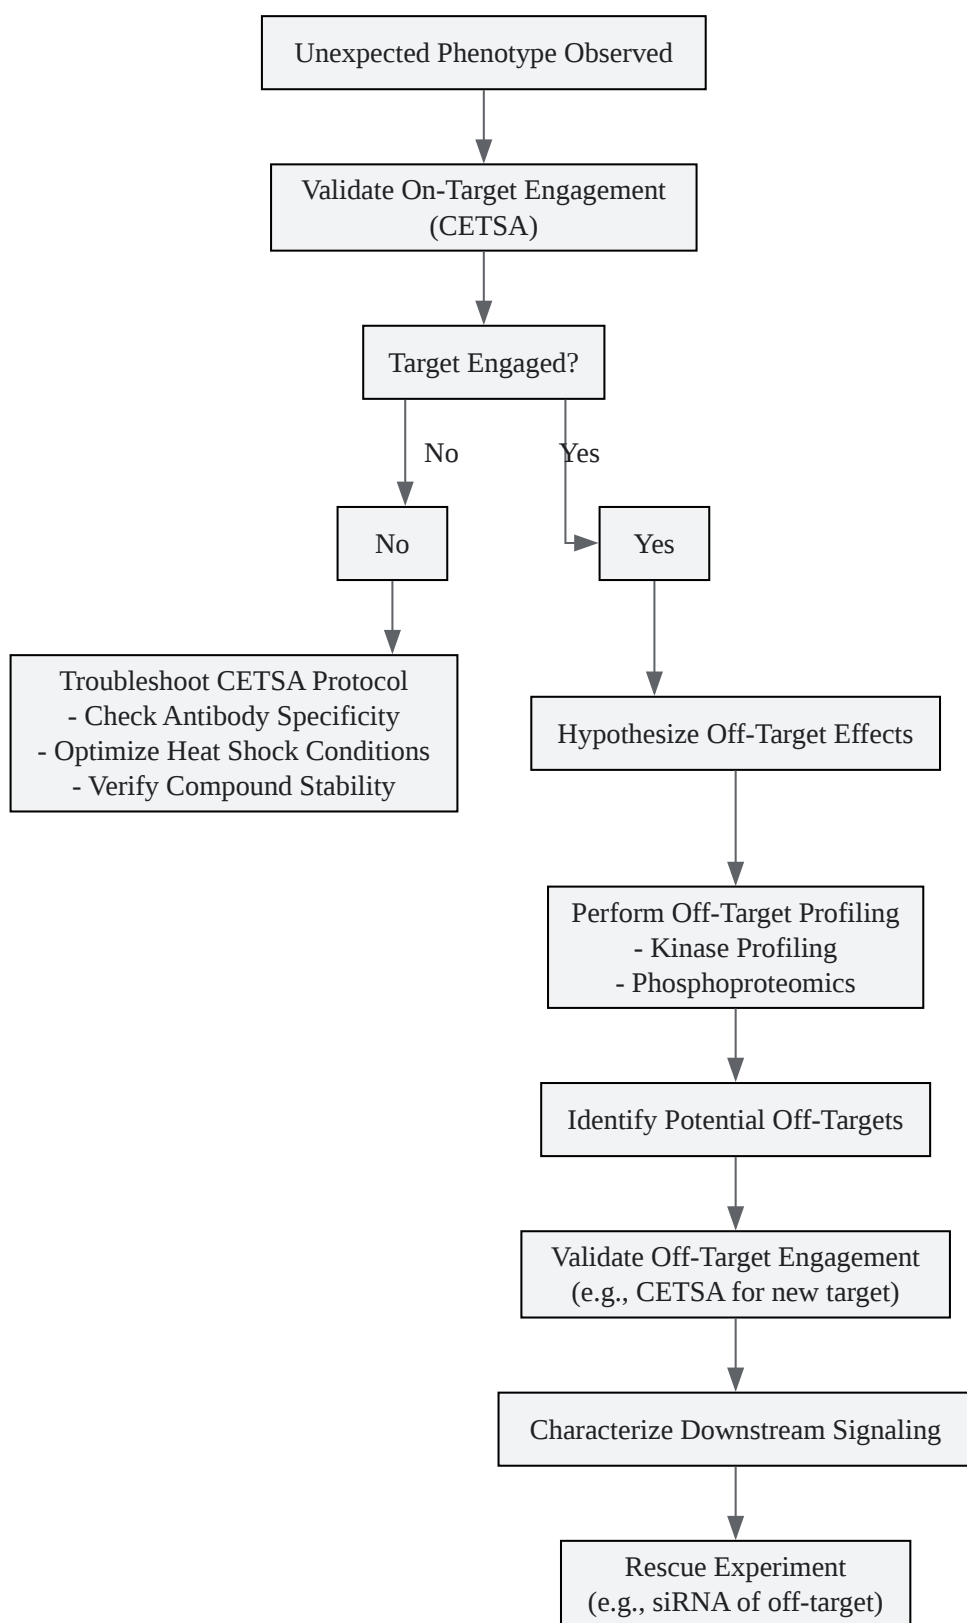 Unexpected Phenotype Observed
Validate On-Target Engagement
(CETSA)
Target Engaged?
No
Yes
No
Yes
Troubleshoot CETSA Protocol
- Check Antibody Specificity
- Optimize Heat Shock Conditions
- Verify Compound Stability
Hypothesize Off-Target Effects
Perform Off-Target Profiling
- Kinase Profiling
- Phosphoproteomics
Identify Potential Off-Targets
Validate Off-Target Engagement
(e.g., CETSA for new target)
Characterize Downstream Signaling
Rescue Experiment
(e.g., siRNA of off-target)